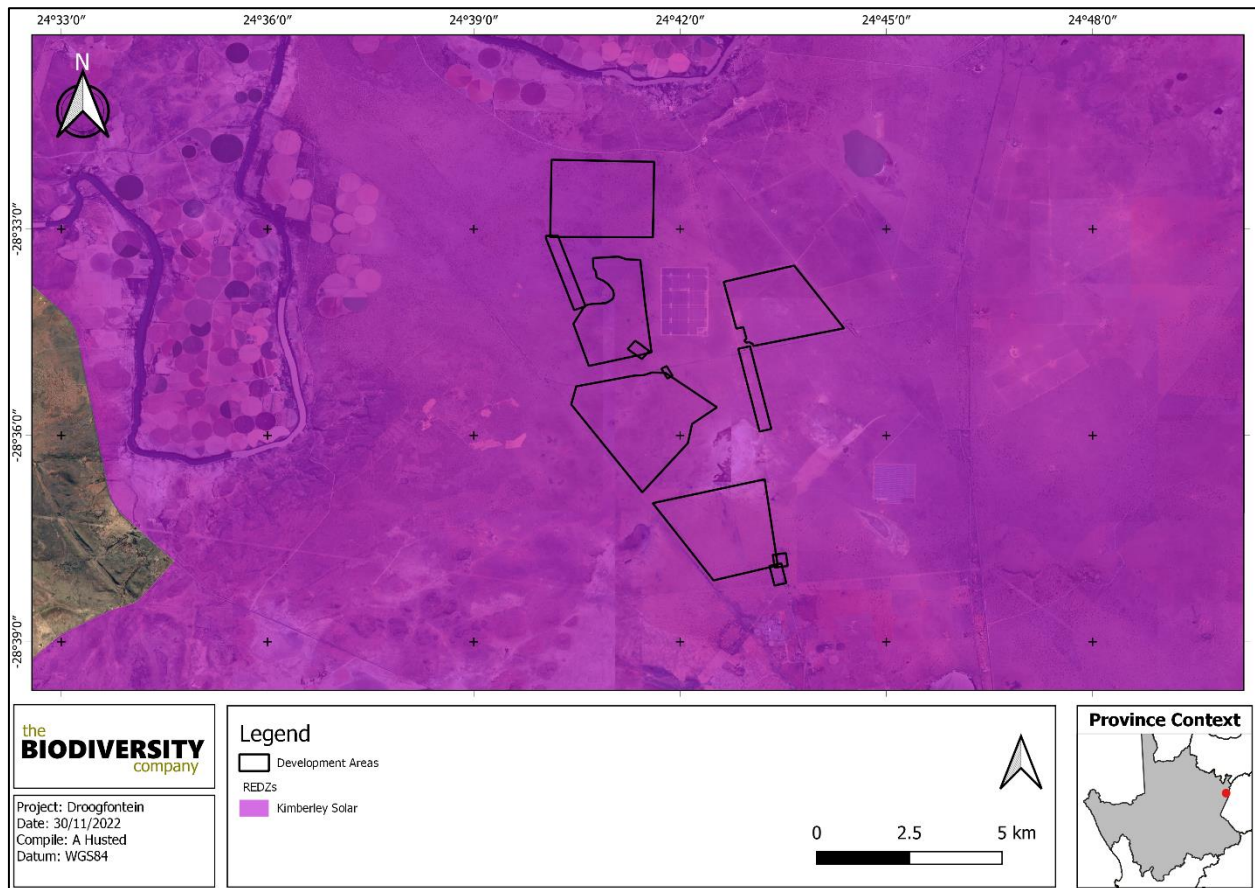 24°33′0″ 24°36′0″ 24°39′0″ 24°42′0″ 24°45′0″ 24°48′0″
N
-28°33′0″
-28°36′0″
-28°39′0″
the
BIODIVERSITY
company
Project: Droogfontein
Date: 30/11/2022
Compile: A Husted
Datum: WGS84
Legend
Development Areas
REDZs
Kimberley Solar
0 2.5 5 km
Province Context